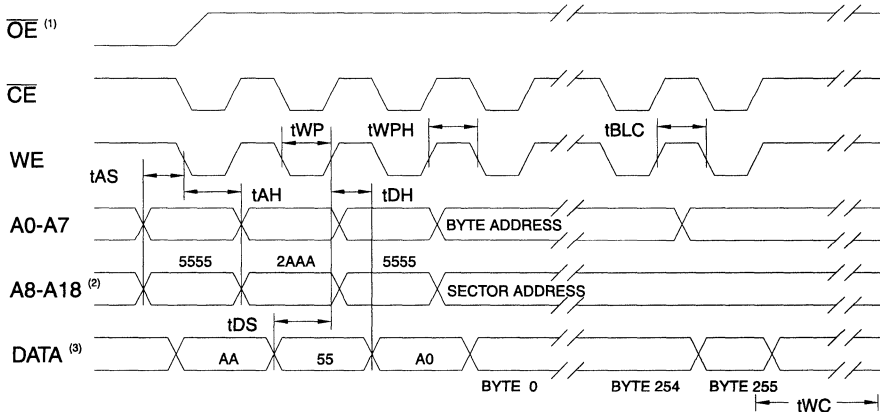 OE (1)
CE
tWP tWPH tBLC
WE
tAS
tAH tDH
A0-A7 BYTE ADDRESS
5555 2AAA 5555
A8-A18 (2) SECTOR ADDRESS
tDS
DATA (3) AA 55 A0
BYTE 0 BYTE 254 BYTE 255
tWC